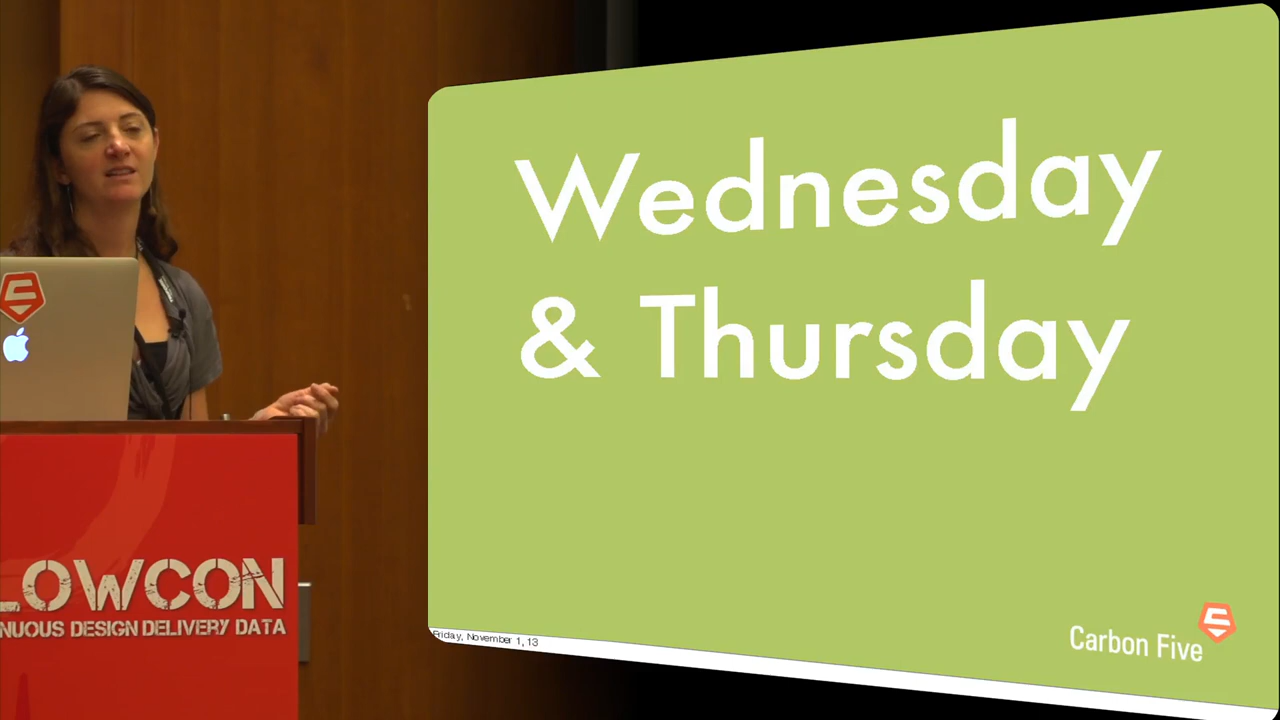 Wednesday
& Thursday
Friday, November 1, 13
Carbon Five
LOWCON
NUOUS DESIGN DELIVERY DATA